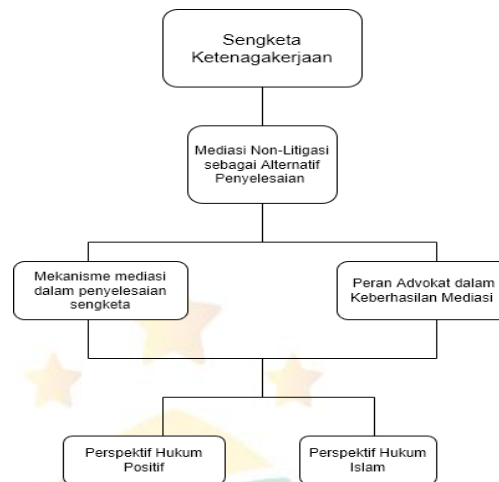 Sengketa
Ketenagakerjaan
Mediasi Non-Litigasi
sebagai Alternatif
Penyelesaian
Mekanisme mediasi
dalam penyelesaian
sengketa
Peran Advokat dalam
Keberhasilan Mediasi
Perspektif Hukum
Positif
Perspektif Hukum
Islam